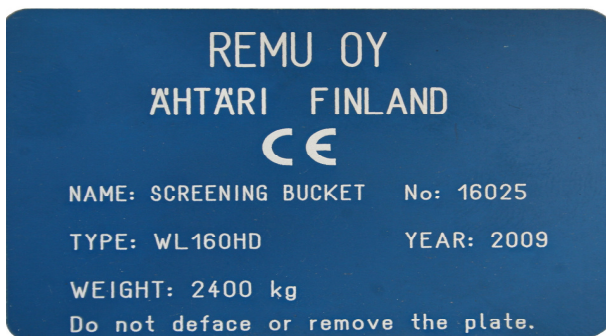 REMU OY
ÄHTÄRI FINLAND
CE
NAME: SCREENING BUCKET No: 16025
TYPE: WL160HD YEAR: 2009
WEIGHT: 2400 kg
Do not deface or remove the plate.